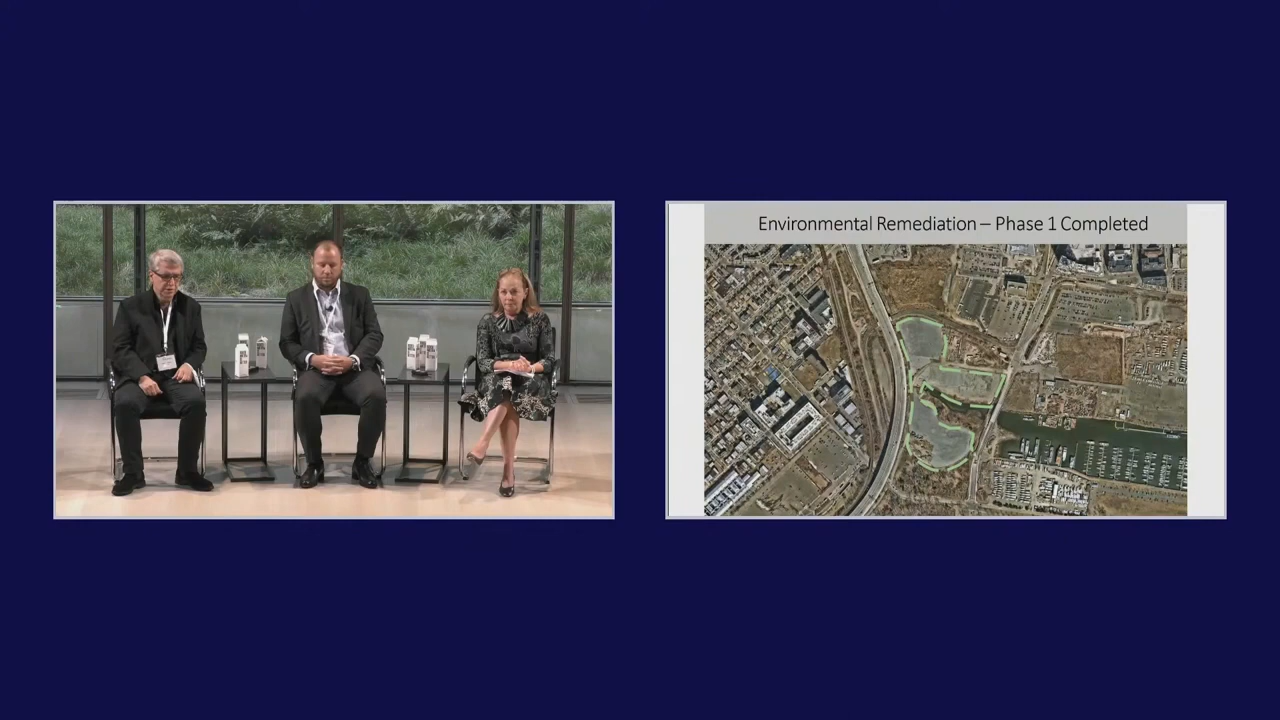 Environmental Remediation – Phase 1 Completed